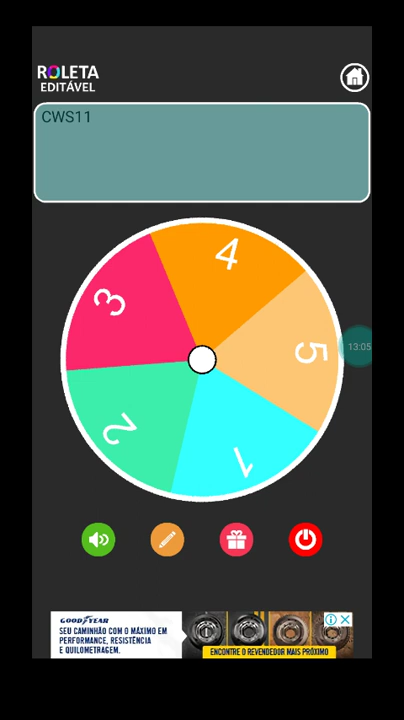 ROLETA
EDITÁVEL
CWS11
4
3
5
2
1
13:05
GOODYEAR
SEU CAMINHÃO COM O MÁXIMO EM
PERFORMANCE, RESISTÊNCIA
E QUILOMETRAGEM.
ENCONTRE O REVENDEDOR MAIS PRÓXIMO